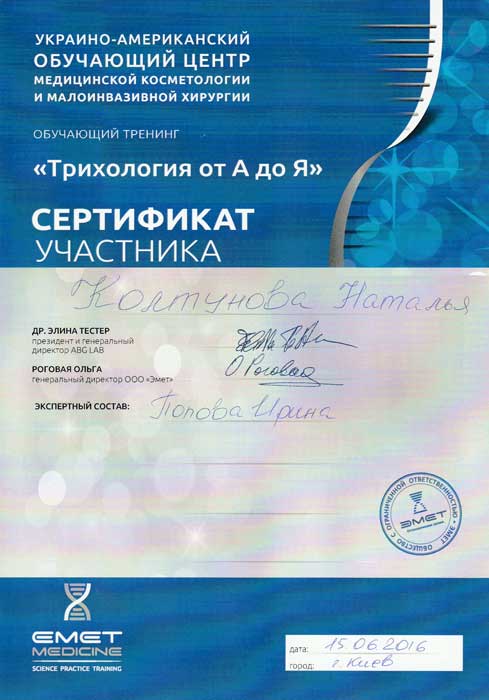 УКРАИНО-АМЕРИКАНСКИЙ
ОБУЧАЮЩИЙ ЦЕНТР
МЕДИЦИНСКОЙ КОСМЕТОЛОГИИ
И МАЛОИНВАЗИВНОЙ ХИРУРГИИ
ОБУЧАЮЩИЙ ТРЕНИНГ
«Трихология от А до Я»
СЕРТИФИКАТ
УЧАСТНИКА
Колтунова Наталья
ДР. ЭЛИНА ТЕСТЕР
президент и генеральный
директор ABG LAB
РОГОВАЯ ОЛЬГА
генеральный директор ООО «Эмет»
О Роговая
ЭКСПЕРТНЫЙ СОСТАВ: Попова Ирина
ОБЩЕСТВО С ОГРАНИЧЕННОЙ ОТВЕТСТВЕННОСТЬЮ • ЭМЕТ
ЭМЕТ
EMET
MEDICINE
SCIENCE PRACTICE TRAINING
дата: 15.06.2016
город: г. Киев